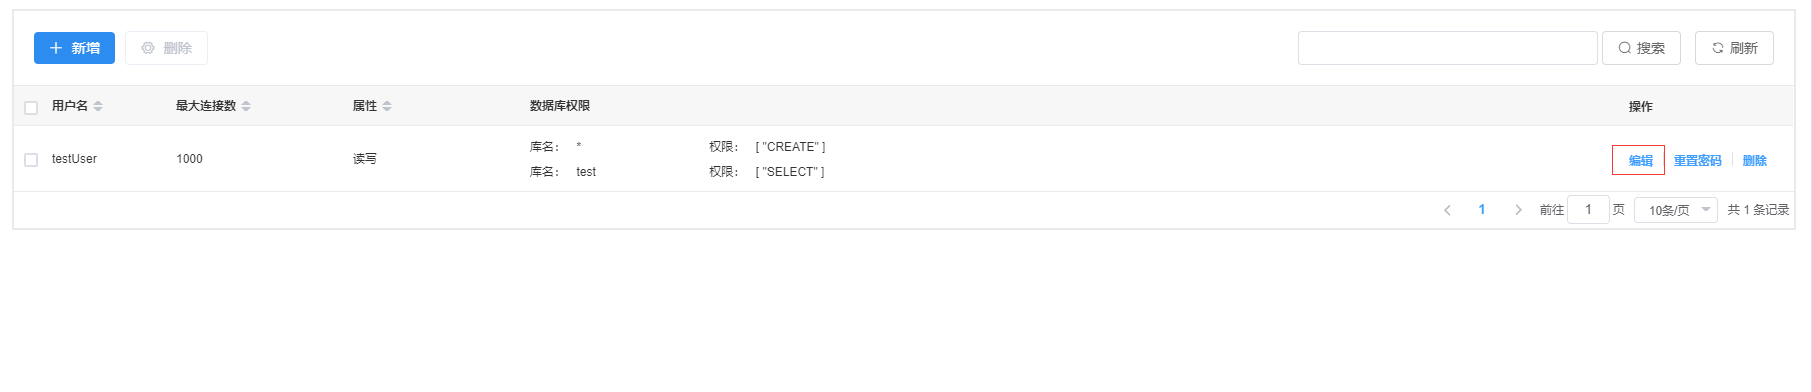 新增 删除 搜索 刷新
用户名 最大连接数 属性 数据库权限 操作
库名： * 权限： [ "CREATE" ]
testUser 1000 读写 编辑 重置密码 删除
库名： test 权限： [ "SELECT" ]
1 前往 1 页 10条/页 共 1 条记录